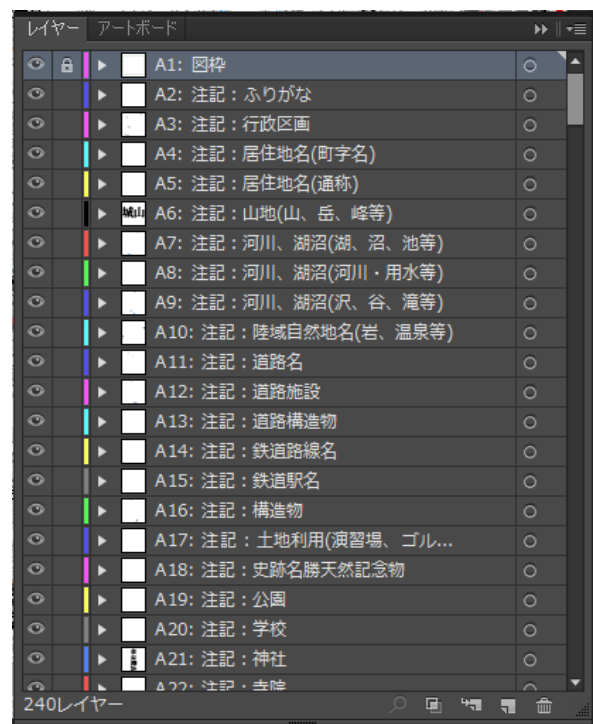 レイヤー アートボード
A1: 図枠
A2: 注記：ふりがな
A3: 注記：行政区画
A4: 注記：居住地名(町字名)
A5: 注記：居住地名(通称)
城山 A6: 注記：山地(山、岳、峰等)
A7: 注記：河川、湖沼(湖、沼、池等)
A8: 注記：河川、湖沼(河川・用水等)
A9: 注記：河川、湖沼(沢、谷、滝等)
A10: 注記：陸域自然地名(岩、温泉等)
A11: 注記：道路名
A12: 注記：道路施設
A13: 注記：道路構造物
A14: 注記：鉄道路線名
A15: 注記：鉄道駅名
A16: 注記：構造物
A17: 注記：土地利用(演習場、ゴル...
A18: 注記：史跡名勝天然記念物
A19: 注記：公園
A20: 注記：学校
A21: 注記：神社
A22: 注記：寺院
240レイヤー